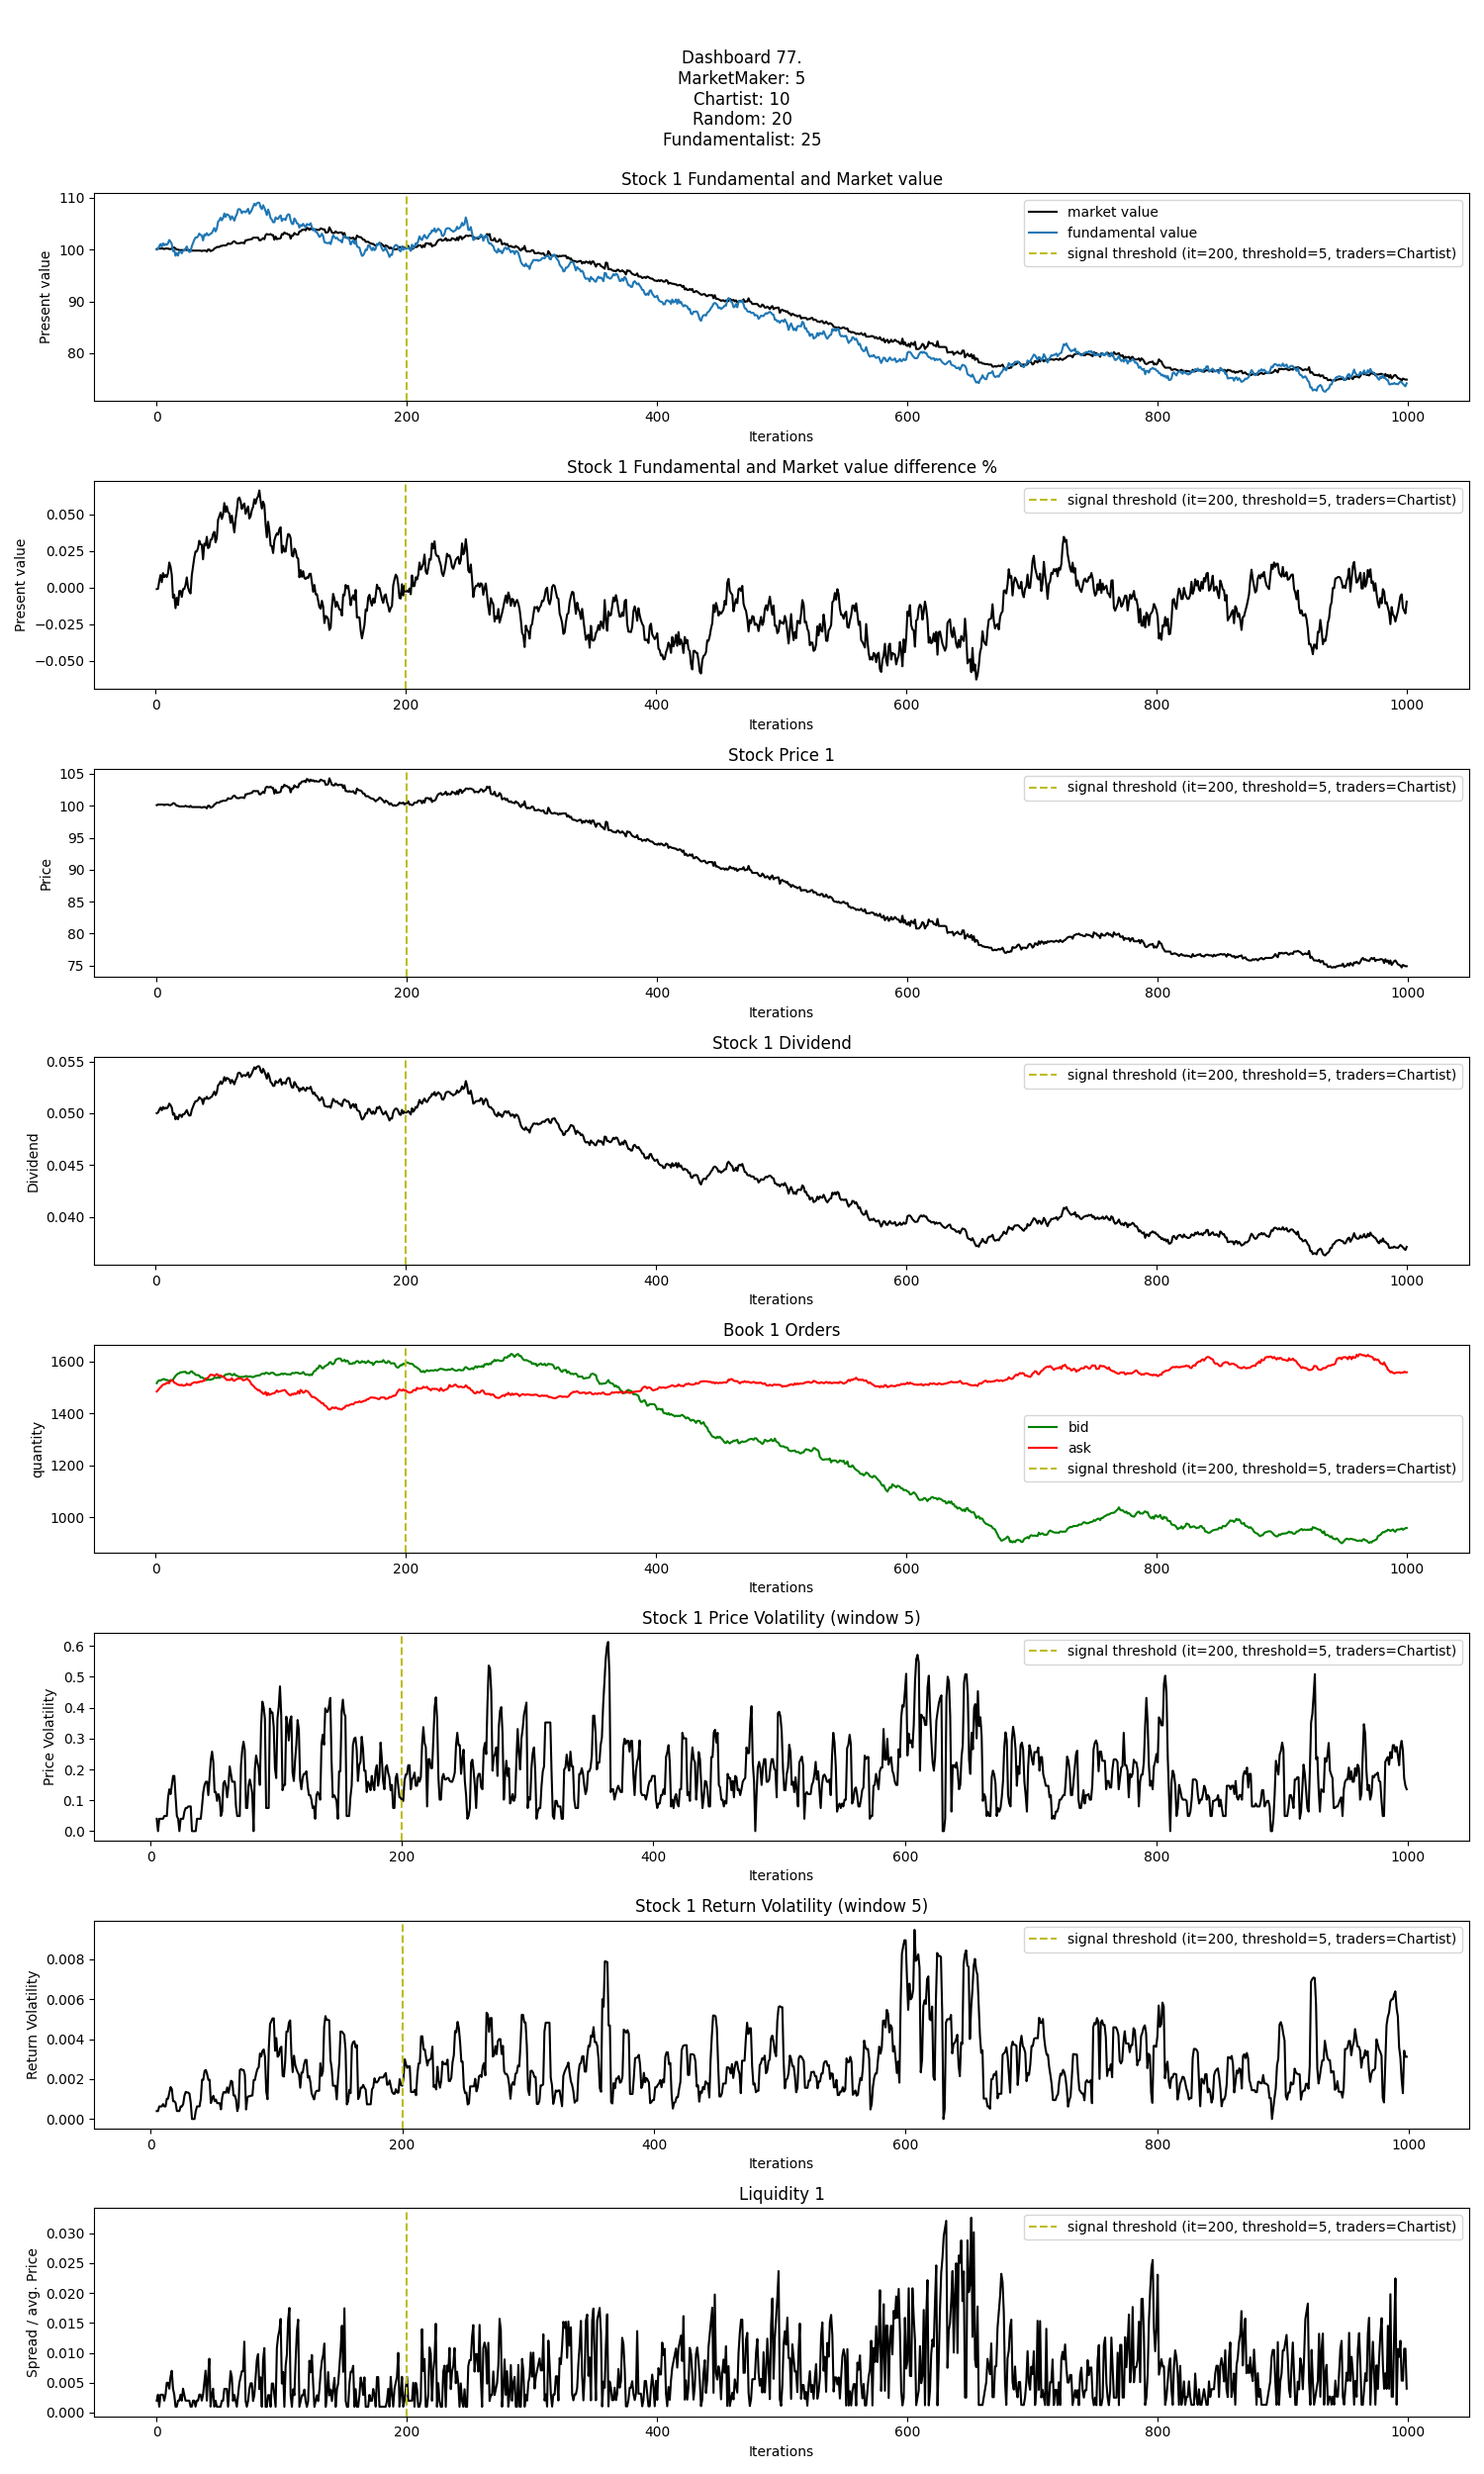 Dashboard 77.
MarketMaker: 5
Chartist: 10
Random: 20
Fundamentalist: 25
Stock 1 Fundamental and Market value
110
100
90
80
Present value
market value
fundamental value
signal threshold (it=200, threshold=5, traders=Chartist)
0 200 400 600 800 1000
Iterations
Stock 1 Fundamental and Market value difference %
0.050
0.025
0.000
−0.025
−0.050
Present value
signal threshold (it=200, threshold=5, traders=Chartist)
0 200 400 600 800 1000
Iterations
Stock Price 1
105
100
95
90
85
80
75
Price
signal threshold (it=200, threshold=5, traders=Chartist)
0 200 400 600 800 1000
Iterations
Stock 1 Dividend
0.055
0.050
0.045
0.040
Dividend
signal threshold (it=200, threshold=5, traders=Chartist)
0 200 400 600 800 1000
Iterations
Book 1 Orders
1600
1400
1200
1000
quantity
bid
ask
signal threshold (it=200, threshold=5, traders=Chartist)
0 200 400 600 800 1000
Iterations
Stock 1 Price Volatility (window 5)
0.6
0.5
0.4
0.3
0.2
0.1
0.0
Price Volatility
signal threshold (it=200, threshold=5, traders=Chartist)
0 200 400 600 800 1000
Iterations
Stock 1 Return Volatility (window 5)
0.008
0.006
0.004
0.002
0.000
Return Volatility
signal threshold (it=200, threshold=5, traders=Chartist)
0 200 400 600 800 1000
Iterations
Liquidity 1
0.030
0.025
0.020
0.015
0.010
0.005
0.000
Spread / avg. Price
signal threshold (it=200, threshold=5, traders=Chartist)
0 200 400 600 800 1000
Iterations